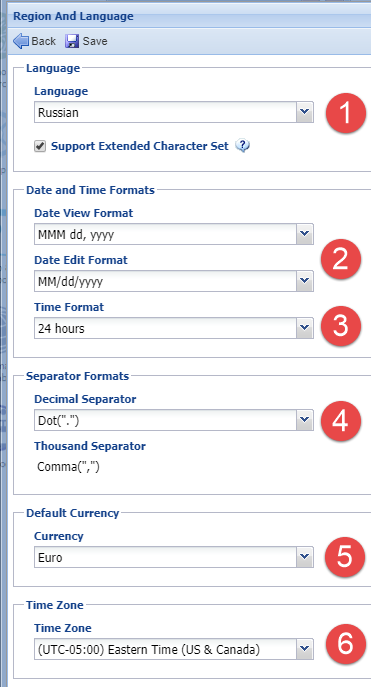 Region And Language
Back Save
Language
Language
Russian
1
Support Extended Character Set ?
Date and Time Formats
Date View Format
MMM dd, yyyy
2
Date Edit Format
MM/dd/yyyy
Time Format
24 hours
3
Separator Formats
Decimal Separator
Dot(".")
4
Thousand Separator
Comma(",")
Default Currency
Currency
Euro
5
Time Zone
Time Zone
(UTC-05:00) Eastern Time (US & Canada)
6